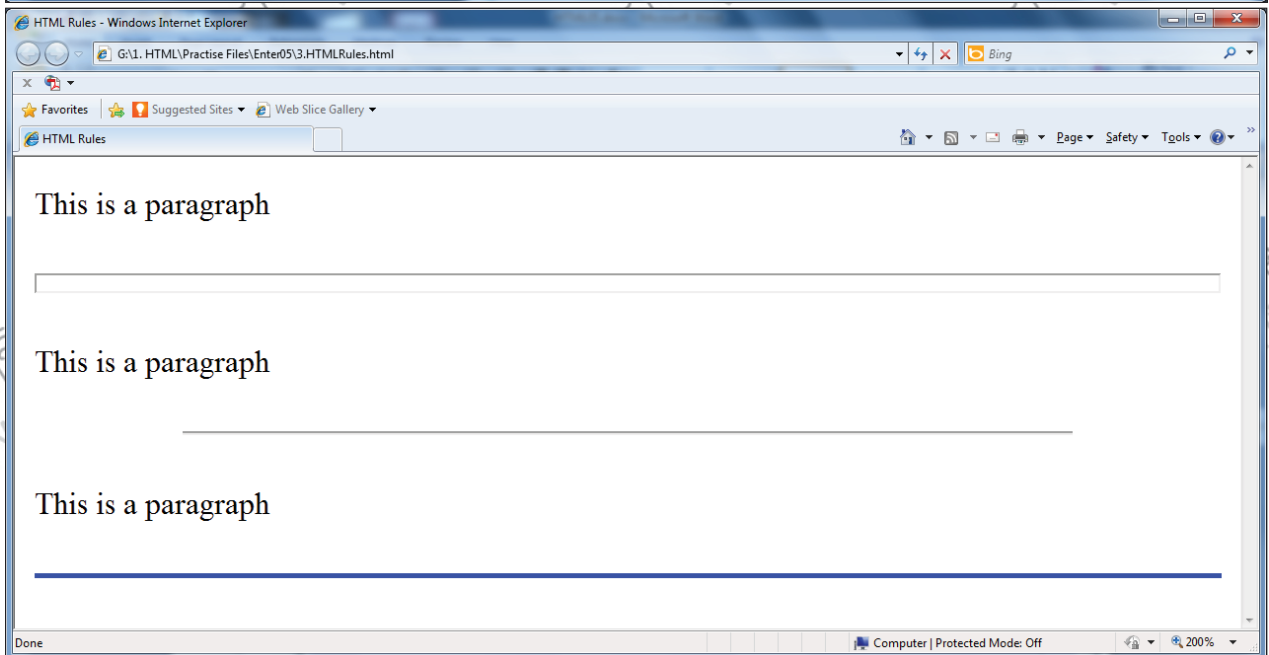 HTML Rules - Windows Internet Explorer
G:\1. HTML\Practise Files\Enter05\3.HTMLRules.html
Bing
x
Favorites Suggested Sites Web Slice Gallery
HTML Rules Page Safety Tools
This is a paragraph
This is a paragraph
This is a paragraph
Done Computer | Protected Mode: Off 200%